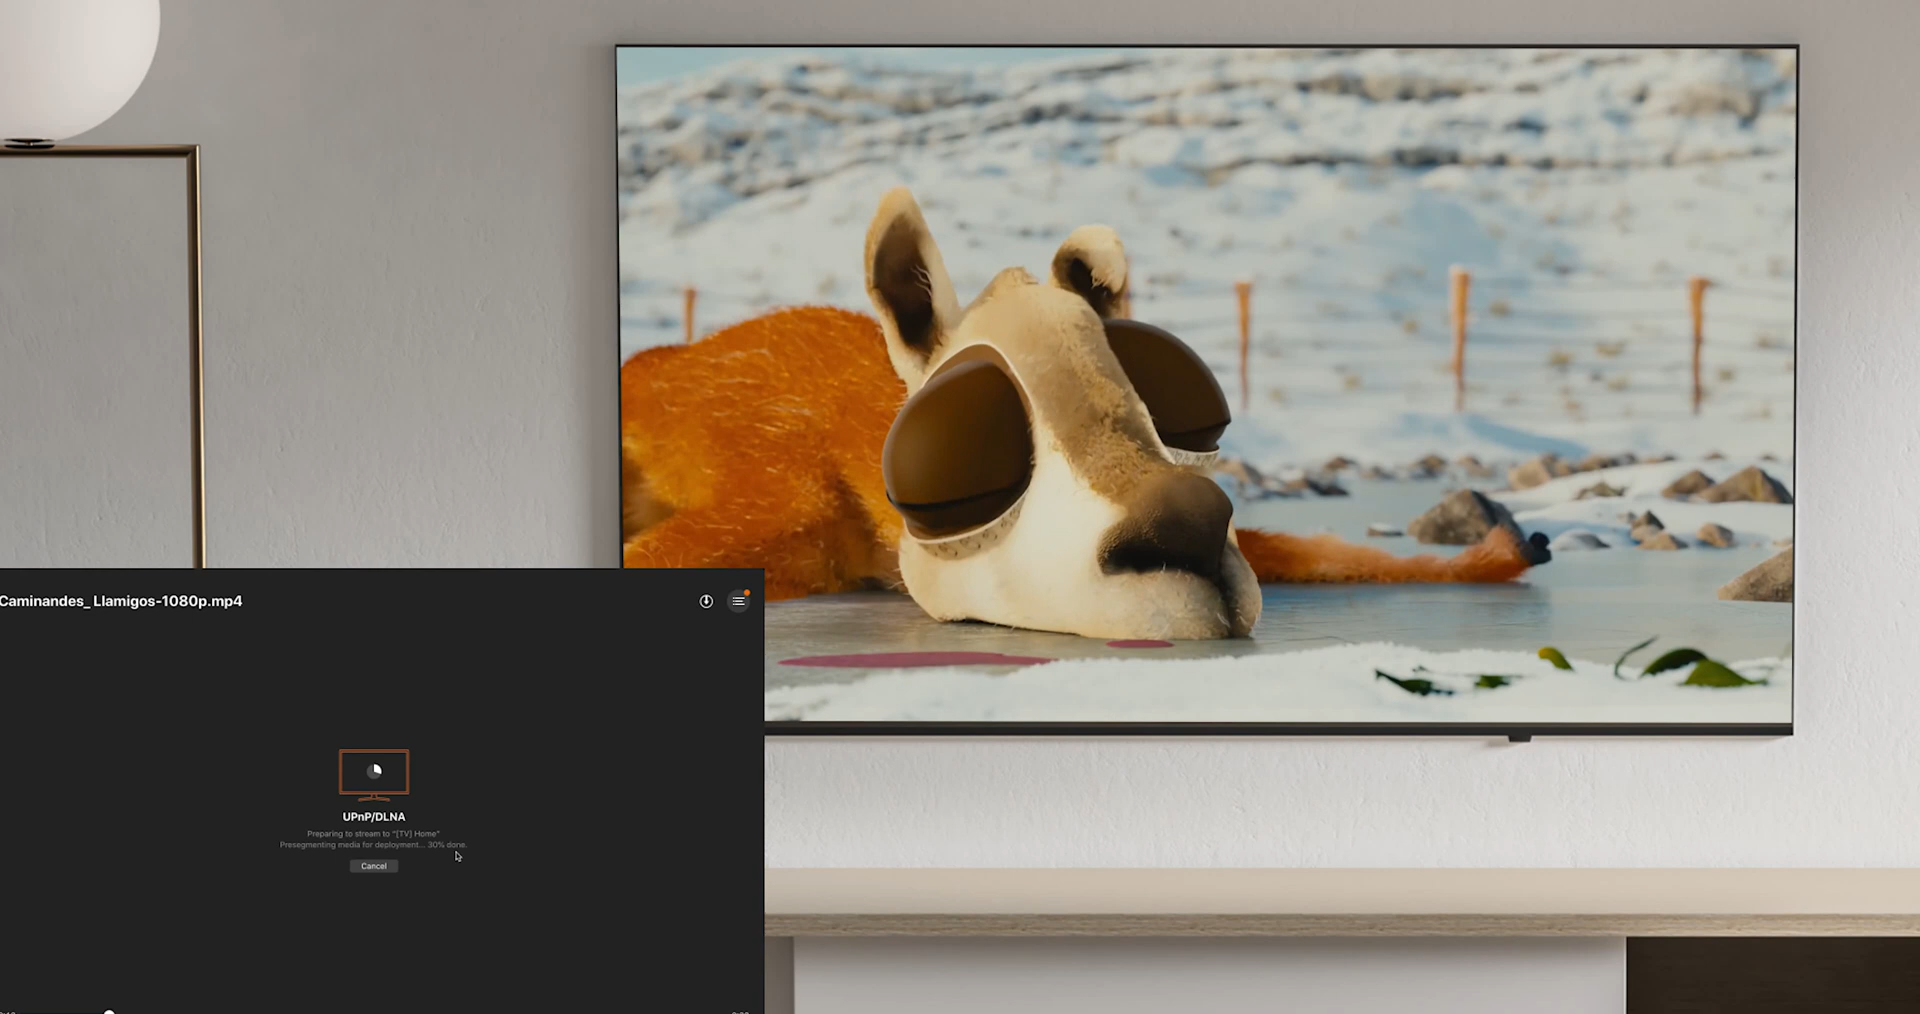 Caminandes_ Llamigos-1080p.mp4
UPnP/DLNA
Preparing to stream to "[TV] Home"
Presegmenting media for deployment... 30% done.
Cancel